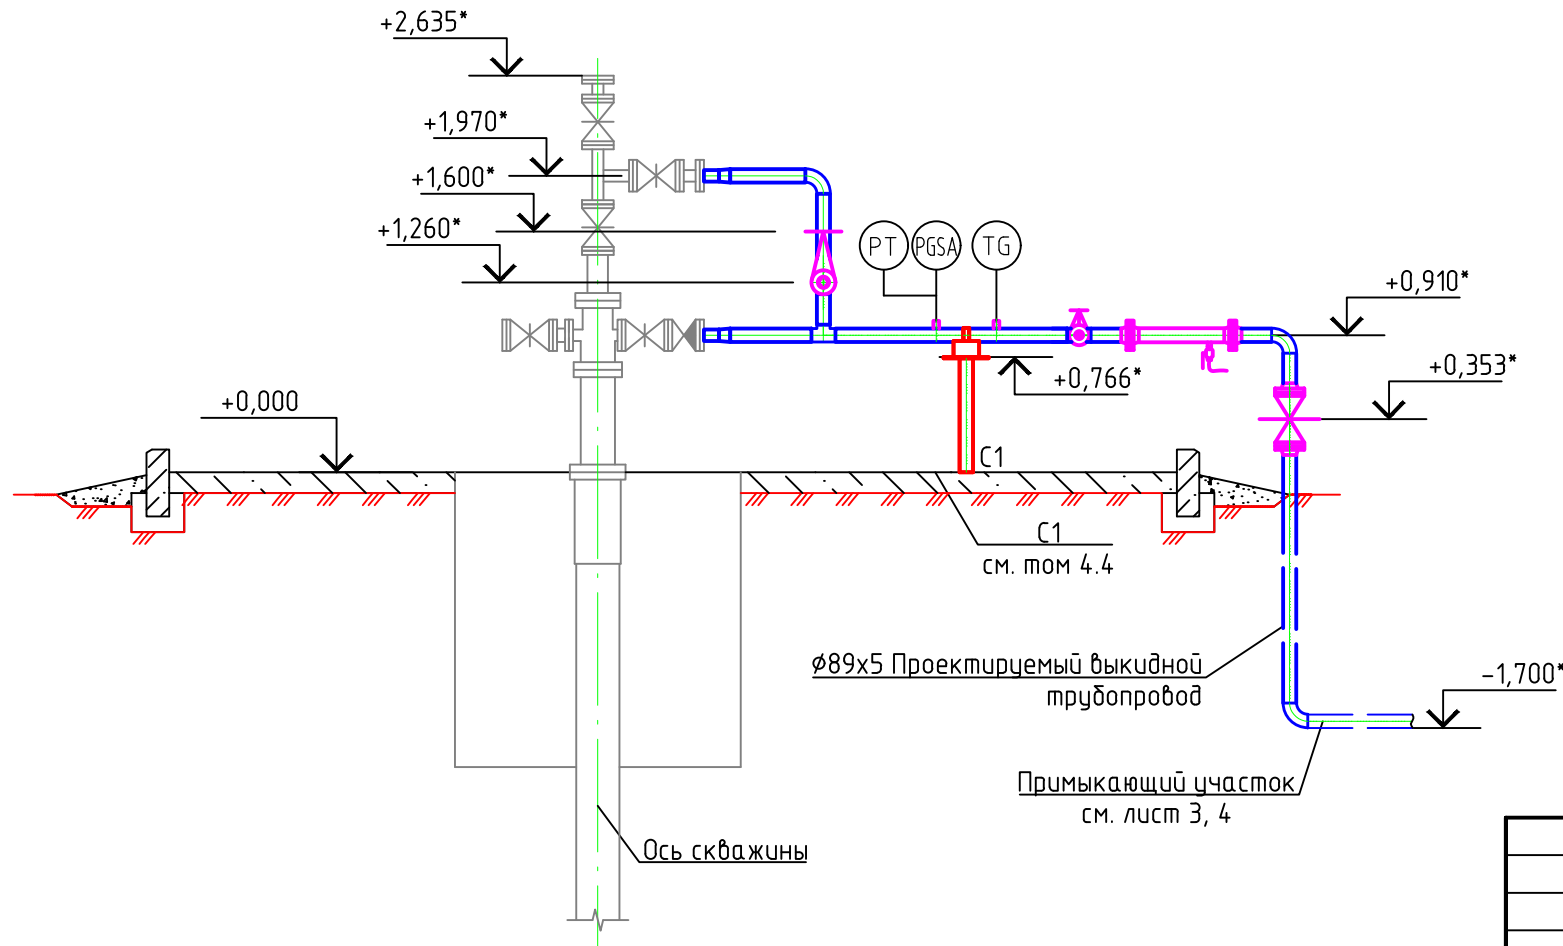 +2,635*
+1,970*
+1,600*
+1,260*
PT
PGSA
TG
+0,910*
+0,353*
+0,766*
+0,000
С1
С1
см. том 4.4
Ø89x5 Проектируемый выкидной
трубопровод
-1,700*
Примыкающий участок
см. лист 3, 4
Ось скважины